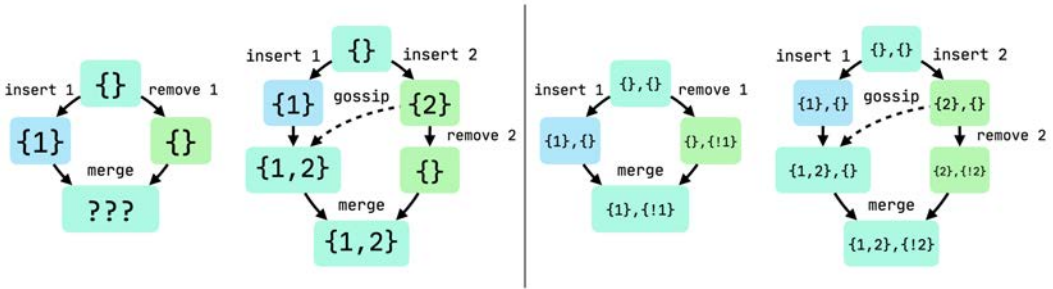 {}
insert 1
remove 1
{1}
{}
merge
???
{}
insert 1
insert 2
{1}
gossip
{2}
remove 2
{1,2}
{}
merge
{1,2}
{},{}
insert 1
remove 1
{1},{}
{},{!1}
merge
{1},{!1}
{},{}
insert 1
insert 2
{1},{}
gossip
{2},{}
remove 2
{1,2},{}
{2},{!2}
merge
{1,2},{!2}